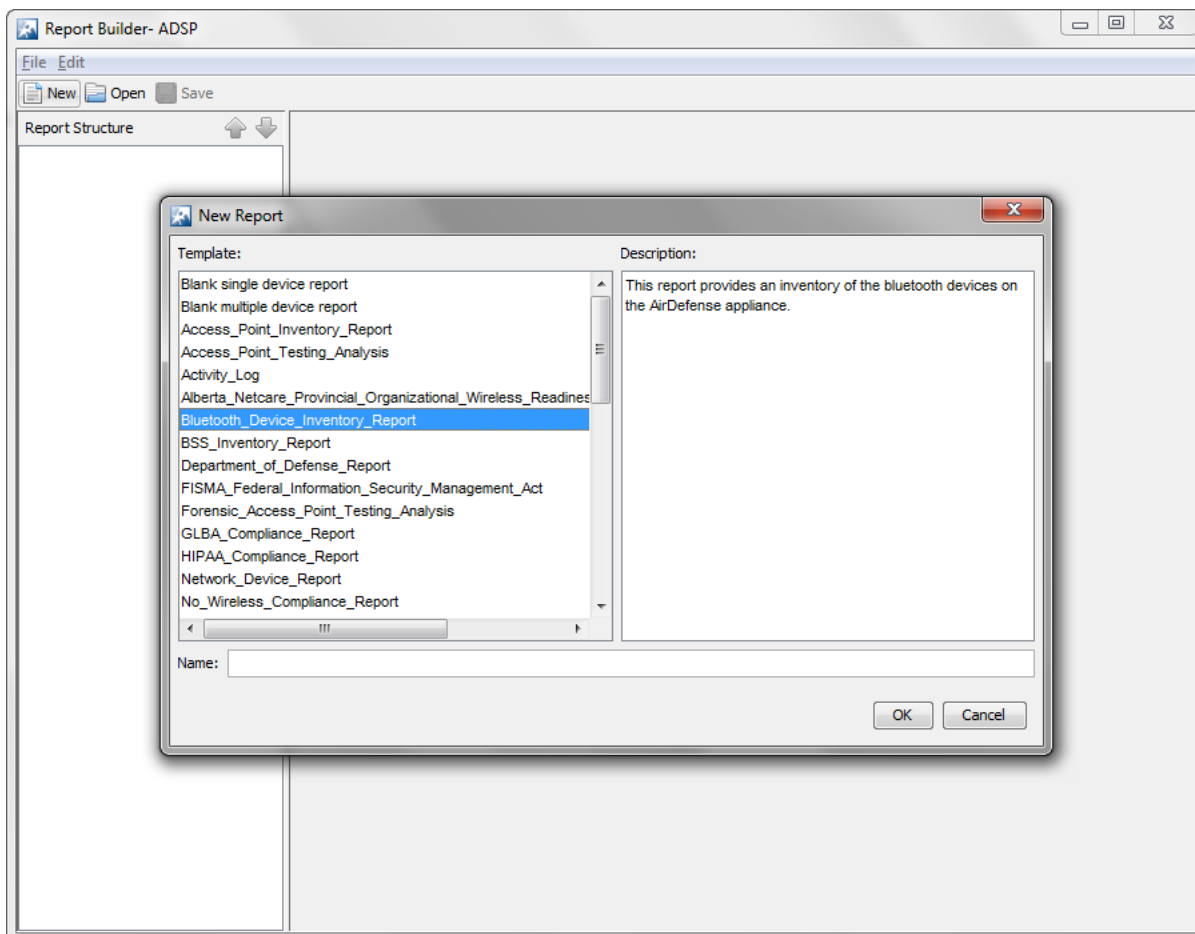 Report Builder- ADSP
File Edit
New Open Save
Report Structure
New Report
Template:
Blank single device report
Blank multiple device report
Access_Point_Inventory_Report
Access_Point_Testing_Analysis
Activity_Log
Alberta_Netcare_Provincial_Organizational_Wireless_Readines
Bluetooth_Device_Inventory_Report
BSS_Inventory_Report
Department_of_Defense_Report
FISMA_Federal_Information_Security_Management_Act
Forensic_Access_Point_Testing_Analysis
GLBA_Compliance_Report
HIPAA_Compliance_Report
Network_Device_Report
No_Wireless_Compliance_Report
Description:
This report provides an inventory of the bluetooth devices on
the AirDefense appliance.
Name:
OK Cancel